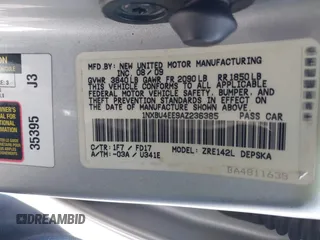 MFD.BY: NEW UNITED MOTOR MANUFACTURING
INC 08/09
GVWR 3840LB GAWR FR 2090LB RR 1850LB
THIS VEHICLE CONFORMS TO ALL APPLICABLE
FEDERAL MOTOR VEHICLE SAFETY, BUMPER,
AND THEFT PREVENTION STANDARDS IN EFFECT
ON THE DATE OF MANUFACTURE SHOWN ABOVE.
1NXBU4EE9AZ236385 PASS CAR
C/TR: 1F7 / FD17
A/TM: -03A / U341E
MODEL: ZRE142L DEPSKA
J3
35395